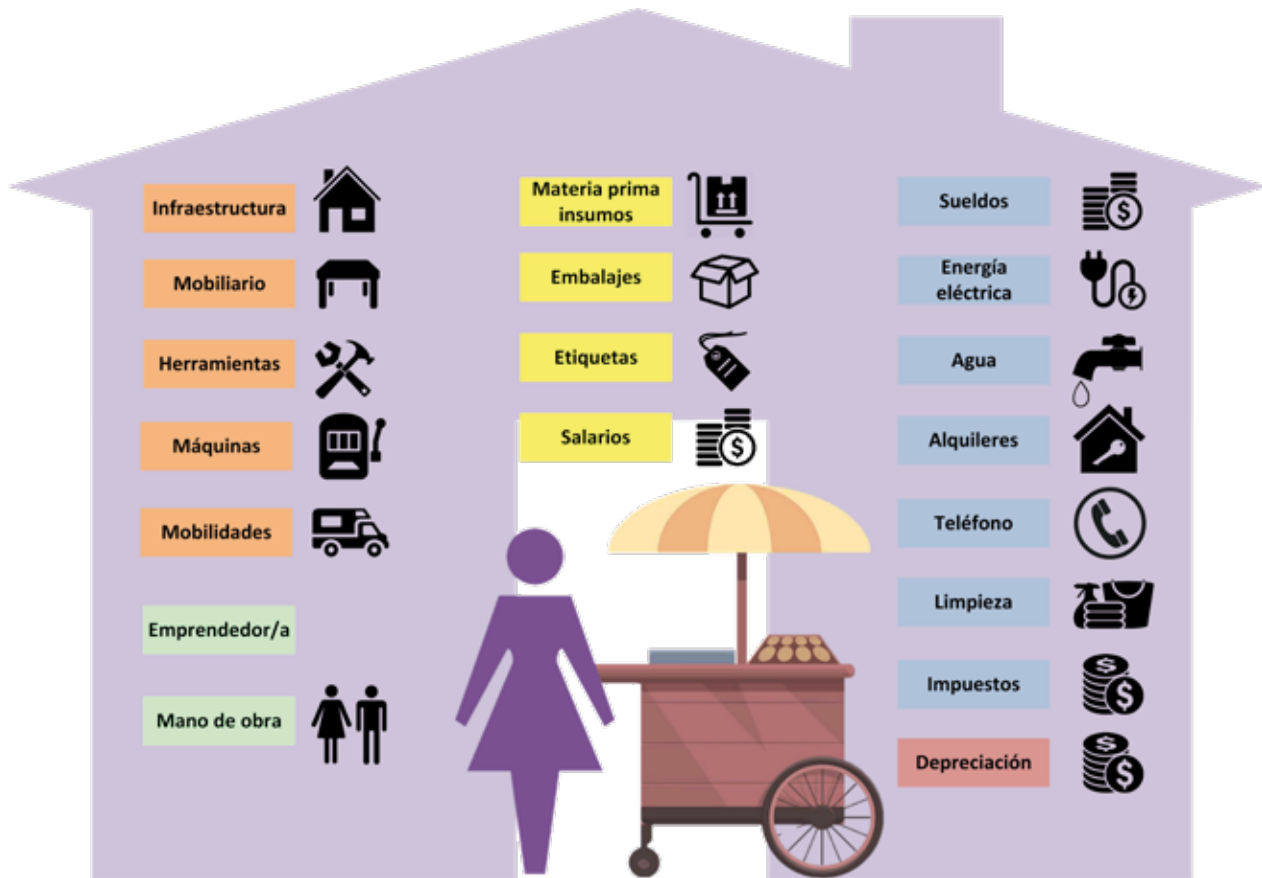 Infraestructura
Mobiliario
Herramientas
Máquinas
Mobilidades
Emprendedor/a
Mano de obra
Materia prima
insumos
Embalajes
Etiquetas
Salarios
Sueldos
Energía
eléctrica
Agua
Alquileres
Teléfono
Limpieza
Impuestos
Depreciación